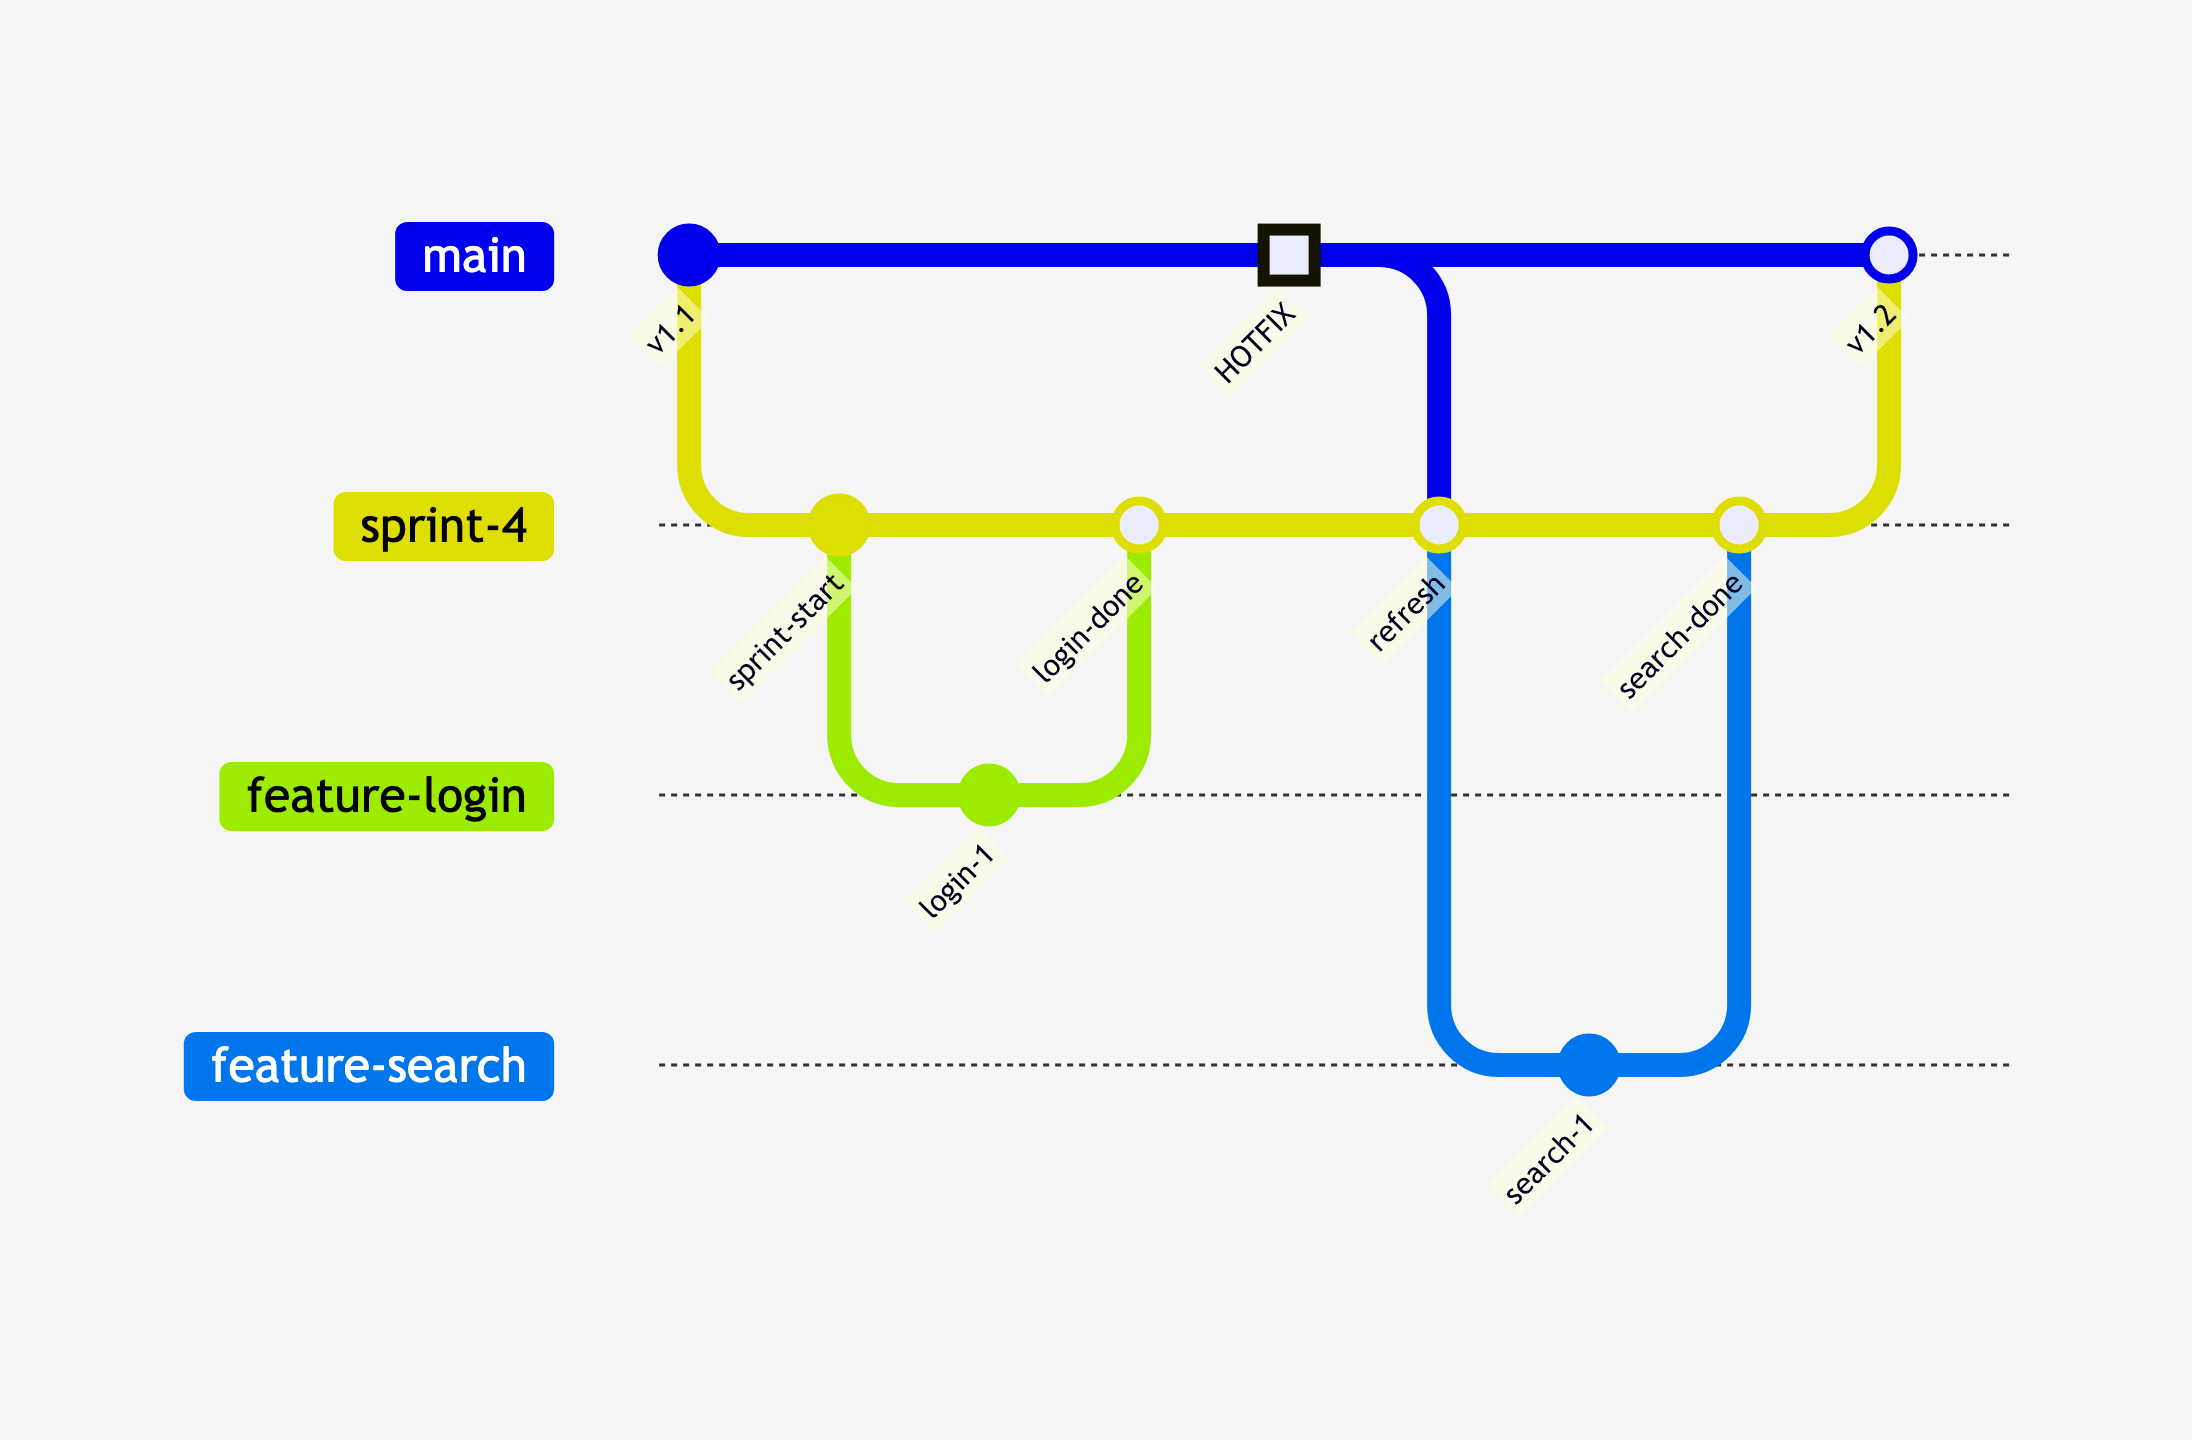 main
v1.1
HOTFIX
v1.2
sprint-4
sprint-start
login-done
refresh
search-done
feature-login
login-1
feature-search
search-1